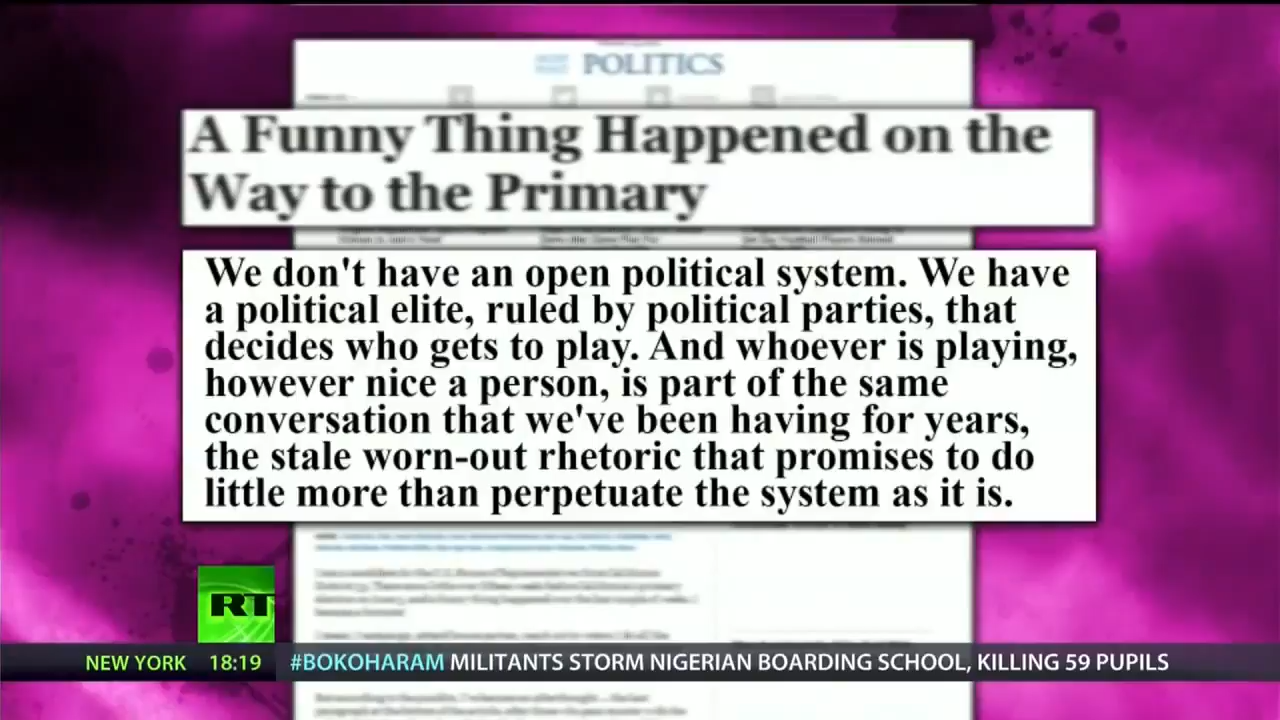 POLITICS
A Funny Thing Happened on the
Way to the Primary
We don't have an open political system. We have
a political elite, ruled by political parties, that
decides who gets to play. And whoever is playing,
however nice a person, is part of the same
conversation that we've been having for years,
the stale worn-out rhetoric that promises to do
little more than perpetuate the system as it is.
RT
NEW YORK 18:19 #BOKOHARAM MILITANTS STORM NIGERIAN BOARDING SCHOOL, KILLING 59 PUPILS